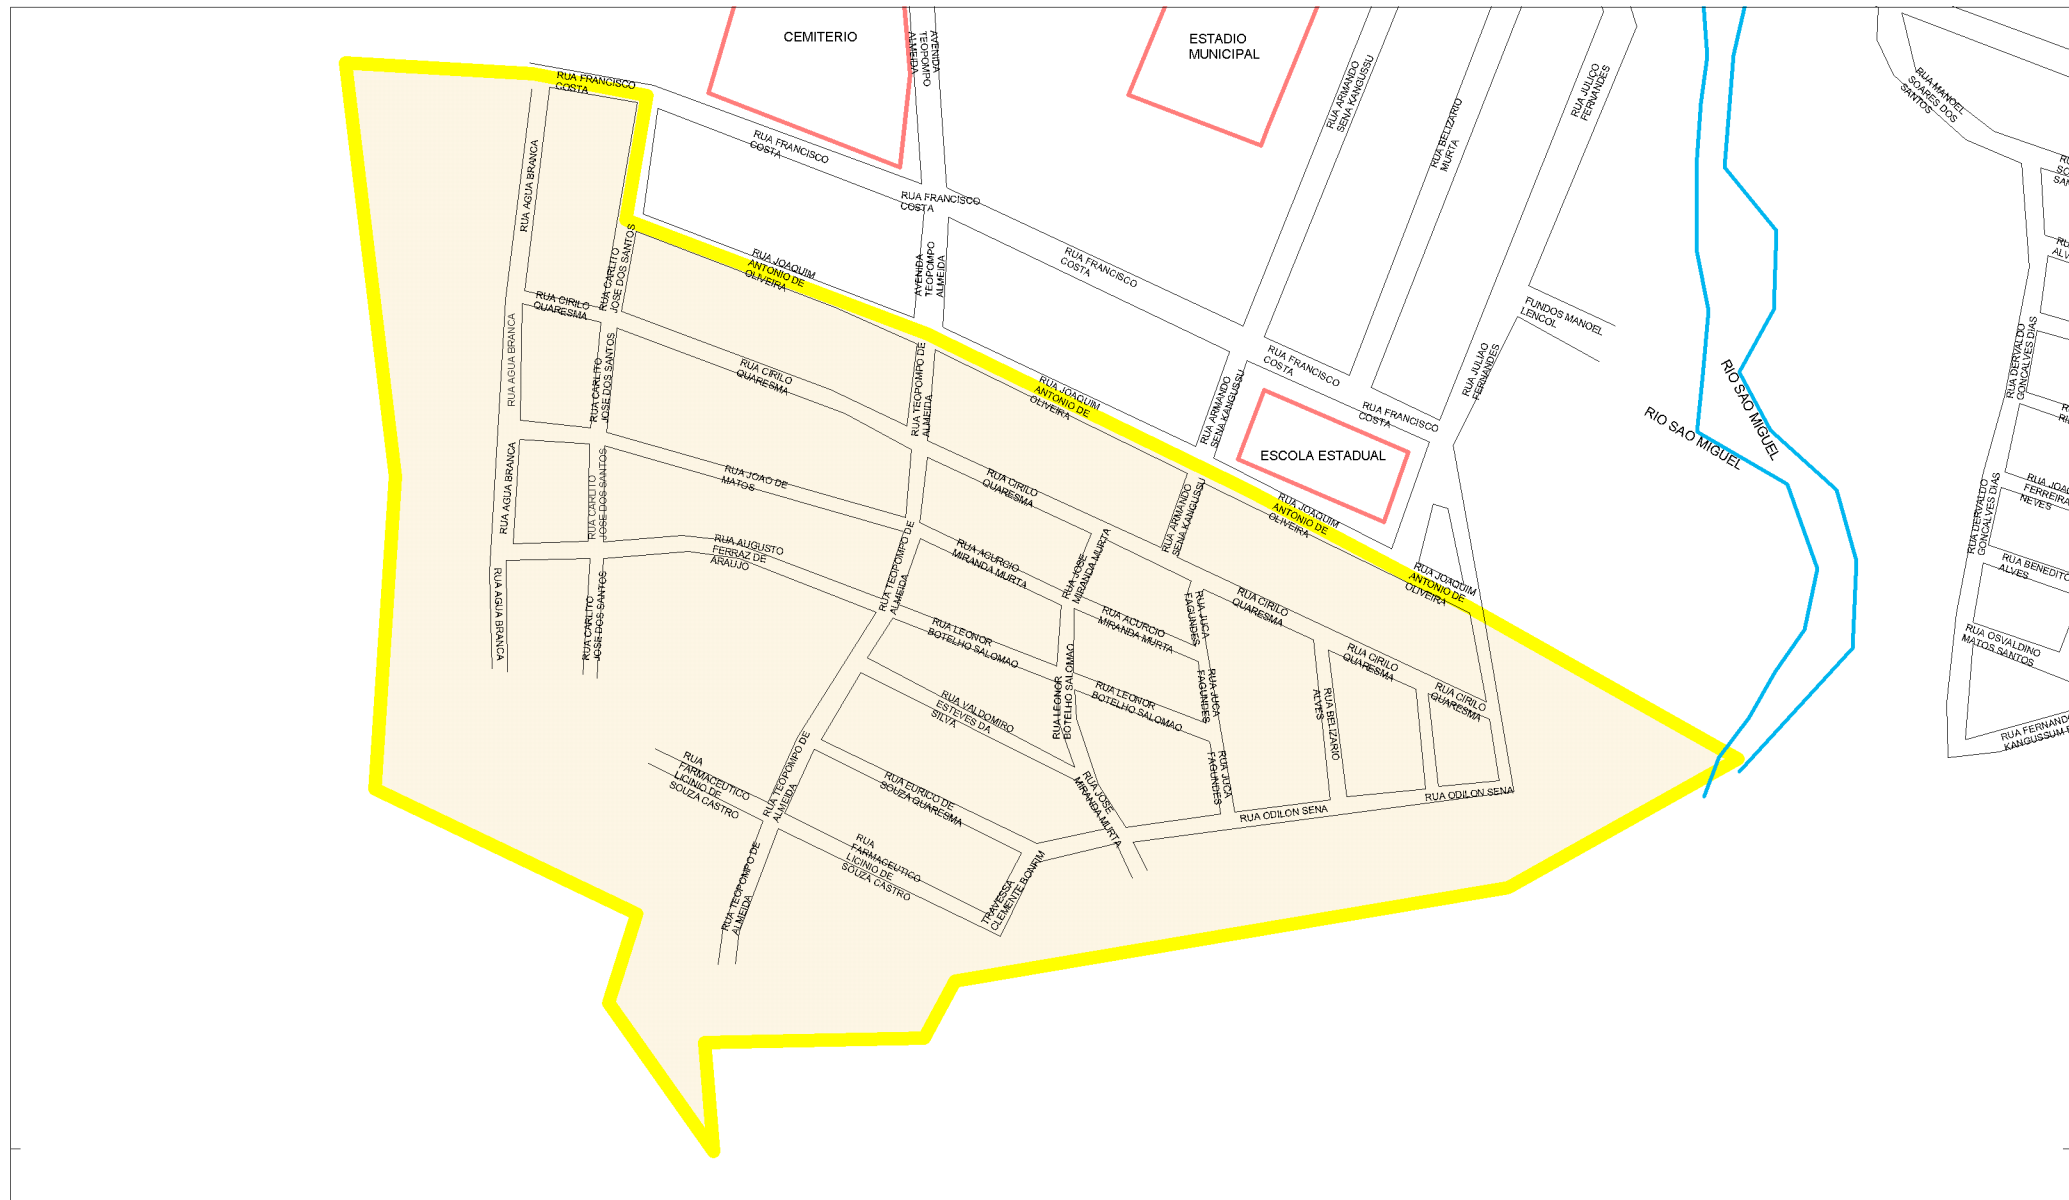 CEMITERIO
AVENIDA
TEOPOMPO
ALMEIDA
ESTADIO
MUNICIPAL
RUA ARMANDO
SENA KANGUSSU
RUA BELIZARIO
MURTA
RUA JULIÇO
FERNANDES
RUA MANOEL
SOARES DOS
SANTOS
RUA FRANCISCO
COSTA
RUA FRANCISCO
COSTA
RUA FRANCISCO
COSTA
RUA FRANCISCO
COSTA
RUA AGUA BRANCA
RUA CARLITO
JOSE DOS SANTOS
RUA JOAQUIM
ANTONIO DE
OLIVEIRA
AVENIDA
TEOPOMPO
ALMEIDA
RUA CIRILO
QUARESMA
FUNDOS MANOEL
LENCOL
RUA AGUA BRANCA
RUA CARLITO
JOSE DOS SANTOS
RUA CIRILO
QUARESMA
RUA TEOPOMPO DE
ALMEIDA
RUA JOAQUIM
ANTONIO DE
OLIVEIRA
RUA ARMANDO
SENA KANGUSSU
RUA FRANCISCO
COSTA
RUA FRANCISCO
COSTA
RUA JULIAO
FERNANDES
RIO SAO MIGUEL
RIO SAO MIGUEL
RUA DERVALDO
GONCALVES DIAS
ESCOLA ESTADUAL
RUA AGUA BRANCA
RUA CARLITO
JOSE DOS SANTOS
RUA JOAO DE
MATOS
RUA CIRILO
QUARESMA
RUA ARMANDO
SENA KANGUSSU
RUA JOAQUIM
ANTONIO DE
OLIVEIRA
RUA DERVALDO
GONCALVES DIAS
FERREIRA
NEVES
RUA AUGUSTO
FERRAZ DE
ARAUJO
RUA TEOPOMPO DE
ALMEIDA
RUA ACURCIO
MIRANDA MURTA
RUA JOSE
MIRANDA MURTA
RUA JOAQUIM
ANTONIO DE
OLIVEIRA
RUA BENEDITO
ALVES
RUA AGUA BRANCA
RUA CARLITO
JOSE DOS SANTOS
RUA LEONOR
BOTELHO SALOMAO
RUA ACURCIO
MIRANDA MURTA
RUA JUCA
FAGUNDES
RUA CIRILO
QUARESMA
RUA CIRILO
QUARESMA
RUA OSVALDINO
MATOS SANTOS
RUA VALDOMIRO
ESTEVES DA
SILVA
RUA LEONOR
BOTELHO SALOMAO
RUA LEONOR
BOTELHO SALOMAO
RUA JUCA
FAGUNDES
RUA BELIZARIO
ALVES
RUA CIRILO
QUARESMA
RUA
FARMACEUTICO
LICINIO DE
SOUZA CASTRO
RUA TEOPOMPO DE
ALMEIDA
RUA EURICO DE
SOUZA QUARESMA
RUA JOSE
MIRANDA MURTA
RUA JUCA
FAGUNDES
RUA ODILON SENA
RUA ODILON SENA
RUA TEOPOMPO DE
ALMEIDA
RUA
FARMACEUTICO
LICINIO DE
SOUZA CASTRO
TRAVESSA
CLEMENTE BONFIM